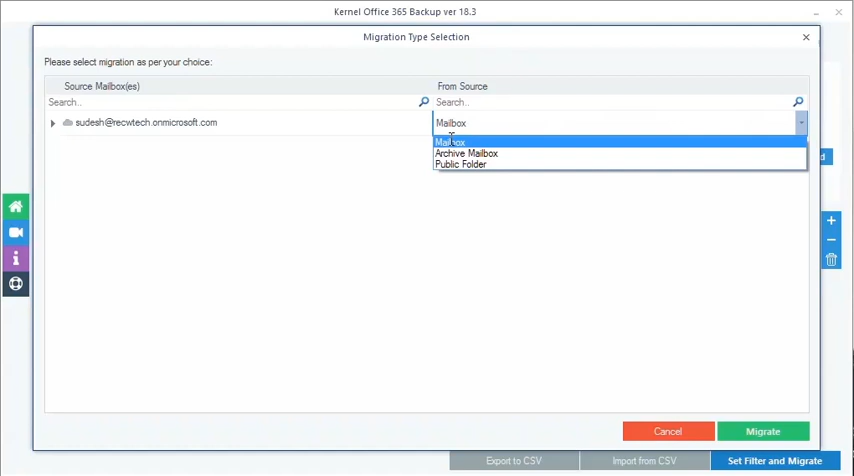 Kernel Office 365 Backup ver 18.3
Migration Type Selection
Please select migration as per your choice:
Source Mailbox(es) From Source
Search.. Search..
sudesh@recwtech.onmicrosoft.com Mailbox
Mailbox
Archive Mailbox
Public Folder
d
Cancel Migrate
Export to CSV Import from CSV Set Filter and Migrate